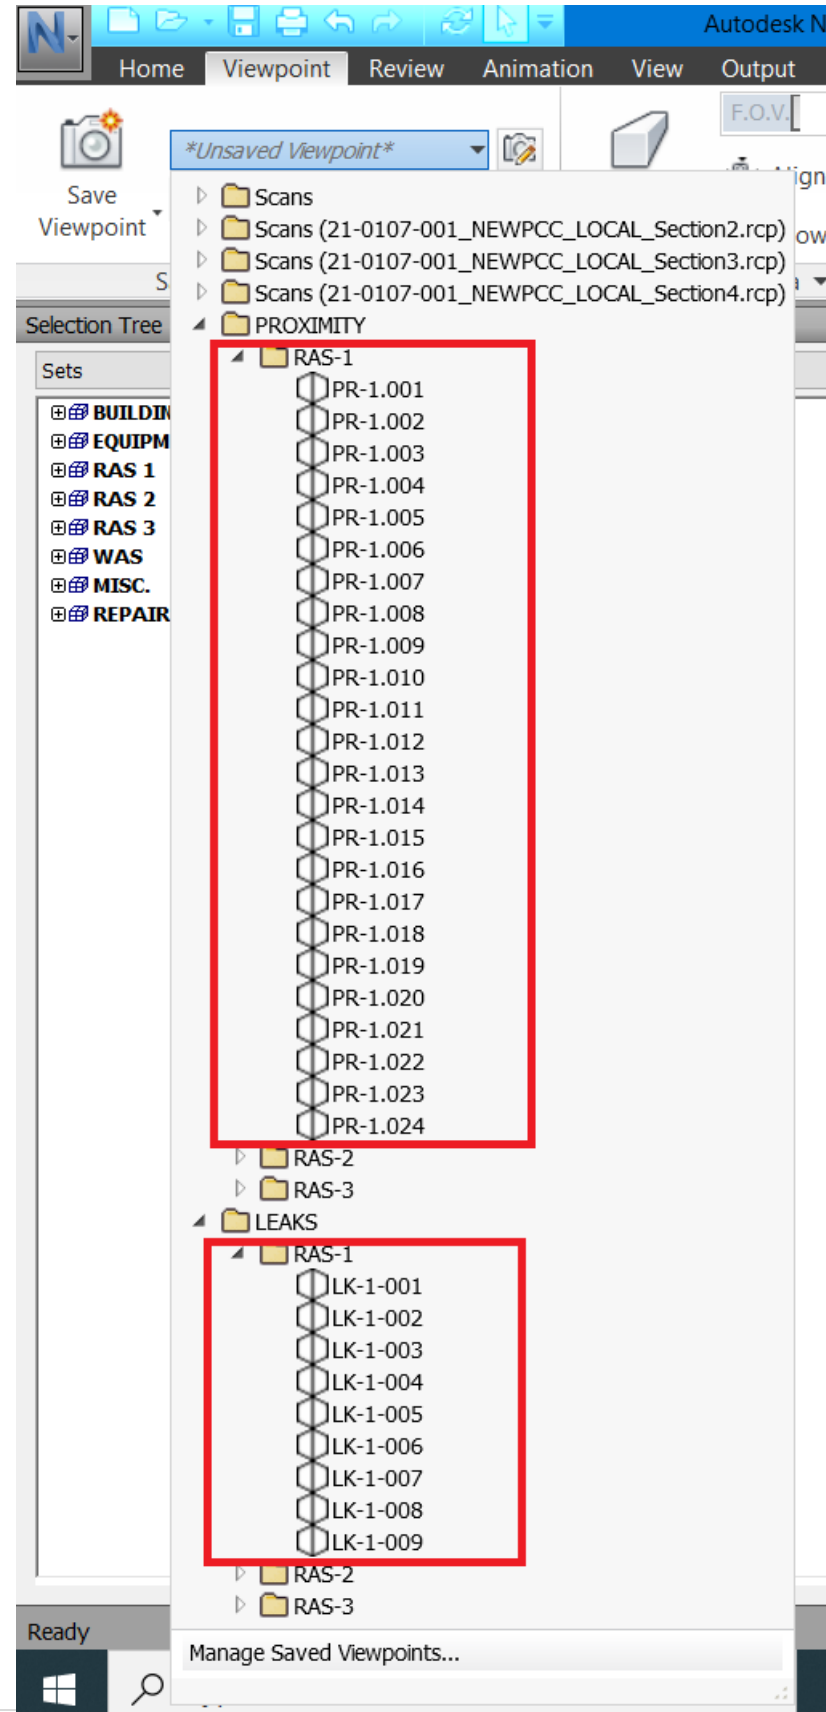 Autodesk N
Home Viewpoint Review Animation View Output
F.O.V.
*Unsaved Viewpoint*
Save
Viewpoint
Scans
Scans (21-0107-001_NEWPCC_LOCAL_Section2.rcp)
Scans (21-0107-001_NEWPCC_LOCAL_Section3.rcp)
Scans (21-0107-001_NEWPCC_LOCAL_Section4.rcp)
Selection Tree
PROXIMITY
Sets
RAS-1
PR-1.001
BUILDIN
PR-1.002
EQUIPM
PR-1.003
RAS 1
PR-1.004
RAS 2
PR-1.005
RAS 3
PR-1.006
WAS
PR-1.007
MISC.
PR-1.008
REPAIR
PR-1.009
PR-1.010
PR-1.011
PR-1.012
PR-1.013
PR-1.014
PR-1.015
PR-1.016
PR-1.017
PR-1.018
PR-1.019
PR-1.020
PR-1.021
PR-1.022
PR-1.023
PR-1.024
RAS-2
RAS-3
LEAKS
RAS-1
LK-1-001
LK-1-002
LK-1-003
LK-1-004
LK-1-005
LK-1-006
LK-1-007
LK-1-008
LK-1-009
RAS-2
RAS-3
Ready
Manage Saved Viewpoints...